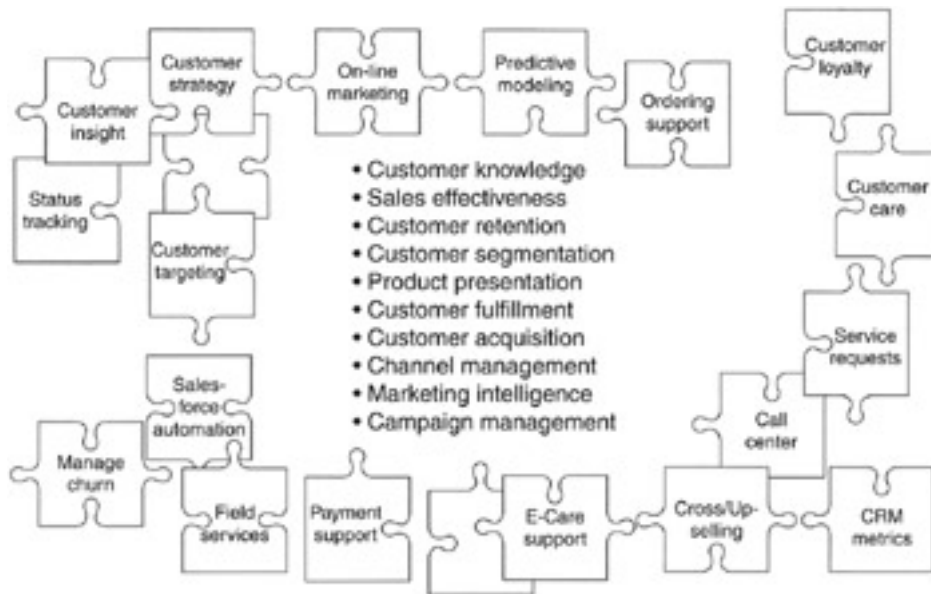 Customer
strategy
On-line
marketing
Predictive
modeling
Customer
loyalty
Customer
insight
Ordering
support
Status
tracking
Customer
targeting
Customer
care
• Customer knowledge
• Sales effectiveness
• Customer retention
• Customer segmentation
• Product presentation
• Customer fulfillment
• Customer acquisition
• Channel management
• Marketing intelligence
• Campaign management
Service
requests
Sales-
force-
automation
Call
center
Manage
churn
Field
services
Payment
support
E-Care
support
Cross/Up-
selling
CRM
metrics